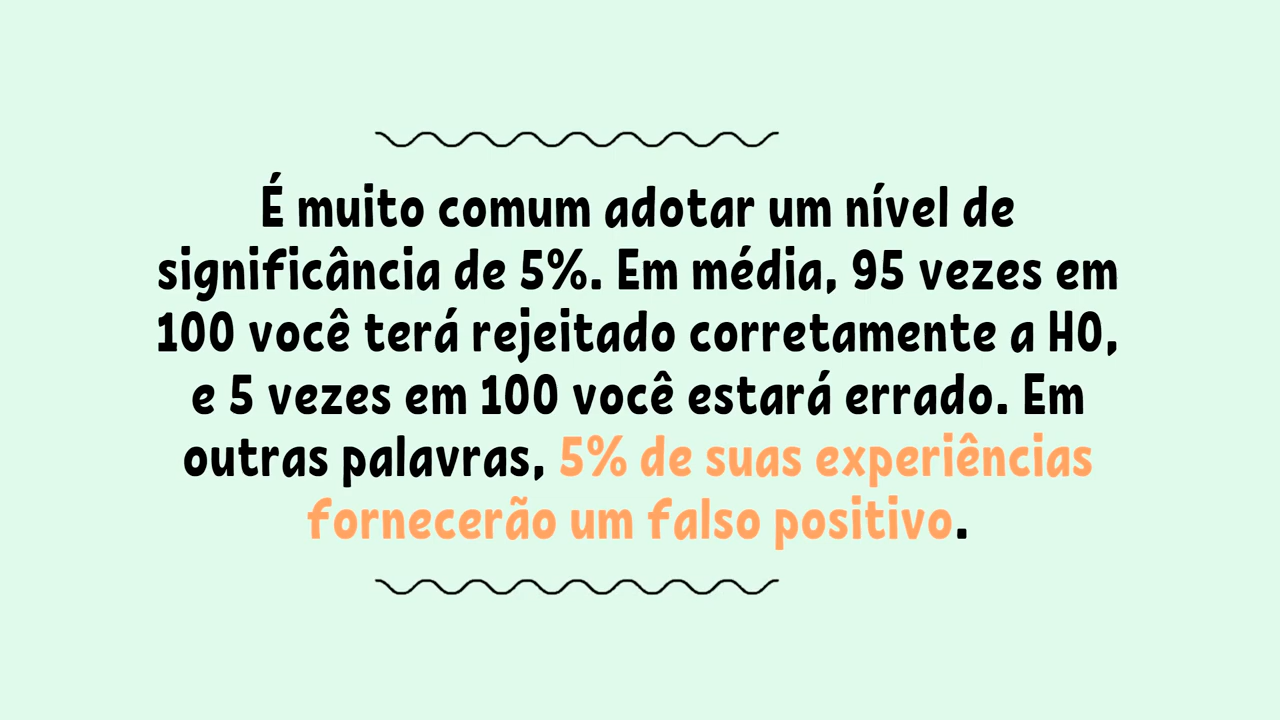 É muito comum adotar um nível de
significância de 5%. Em média, 95 vezes em
100 você terá rejeitado corretamente a H0,
e 5 vezes em 100 você estará errado. Em
outras palavras, 5% de suas experiências
fornecerão um falso positivo.